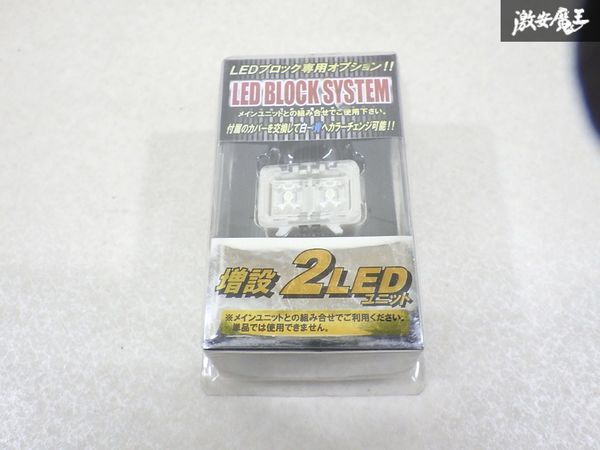 激安魔王
LEDブロック専用オプション!!
LED BLOCK SYSTEM
メインユニットとの組み合せでご使用下さい。
付属のカバーを交換して白→青へカラーチェンジ可能!!
増設 2LED
ユニット
※メインユニットとの組み合せでご利用ください。
単品では使用できません。